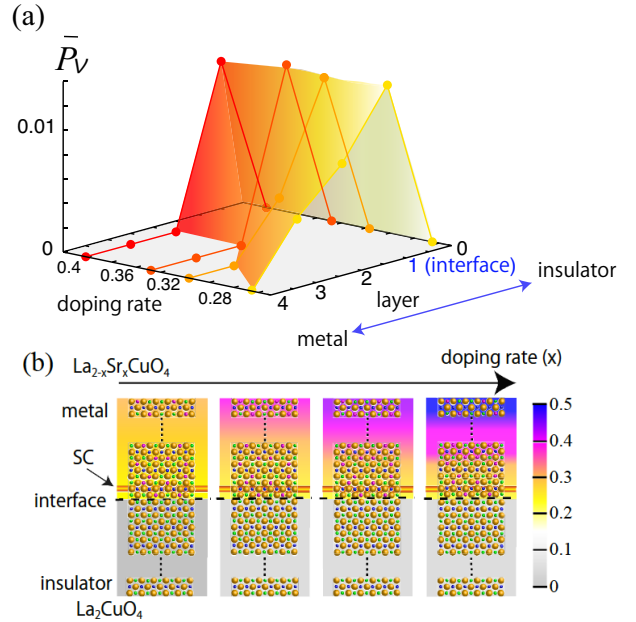 (a)
P̄ν
0.01
0
0.4
0.36
0.32
0.28
doping rate
4
3
2
1 (interface)
0
layer
insulator
metal
(b)
La2-xSrxCuO4
doping rate (x)
metal
SC
interface
insulator
La2CuO4
0.5
0.4
0.3
0.2
0.1
0